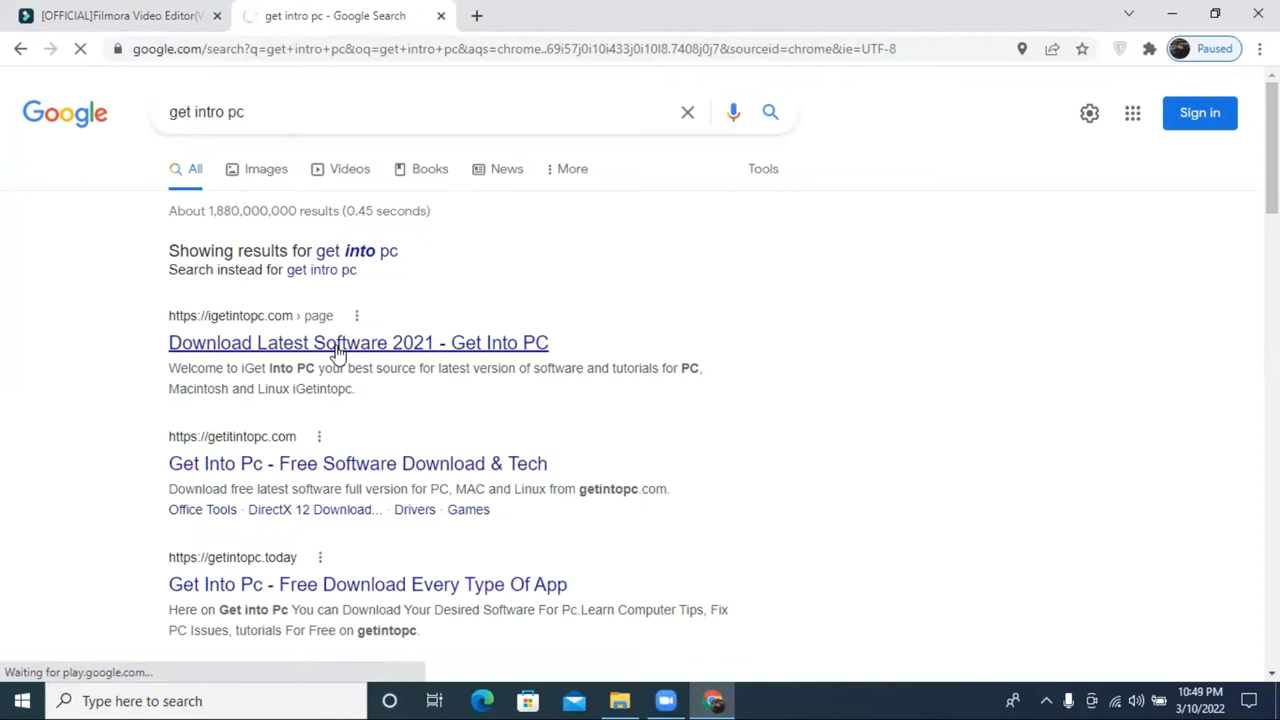 [OFFICIAL]Filmora Video Editor(V
get intro pc - Google Search
google.com/search?q=get+intro+pc&oq=get+intro+pc&aqs=chrome..69i57j0i10i433j0i10l8.7408j0j7&sourceid=chrome&ie=UTF-8
Paused
Google
get intro pc
Sign in
All
Images
Videos
Books
News
More
Tools
About 1,880,000,000 results (0.45 seconds)
Showing results for get into pc
Search instead for get intro pc
https://igetintopc.com › page
Download Latest Software 2021 - Get Into PC
Welcome to iGet Into PC your best source for latest version of software and tutorials for PC,
Macintosh and Linux iGetintopc.
https://getitintopc.com
Get Into Pc - Free Software Download & Tech
Download free latest software full version for PC, MAC and Linux from getintopc.com.
Office Tools · DirectX 12 Download... · Drivers · Games
https://getintopc.today
Get Into Pc - Free Download Every Type Of App
Here on Get into Pc You can Download Your Desired Software For Pc.Learn Computer Tips, Fix
PC Issues, tutorials For Free on getintopc.
Waiting for play.google.com...
Type here to search
10:49 PM
3/10/2022